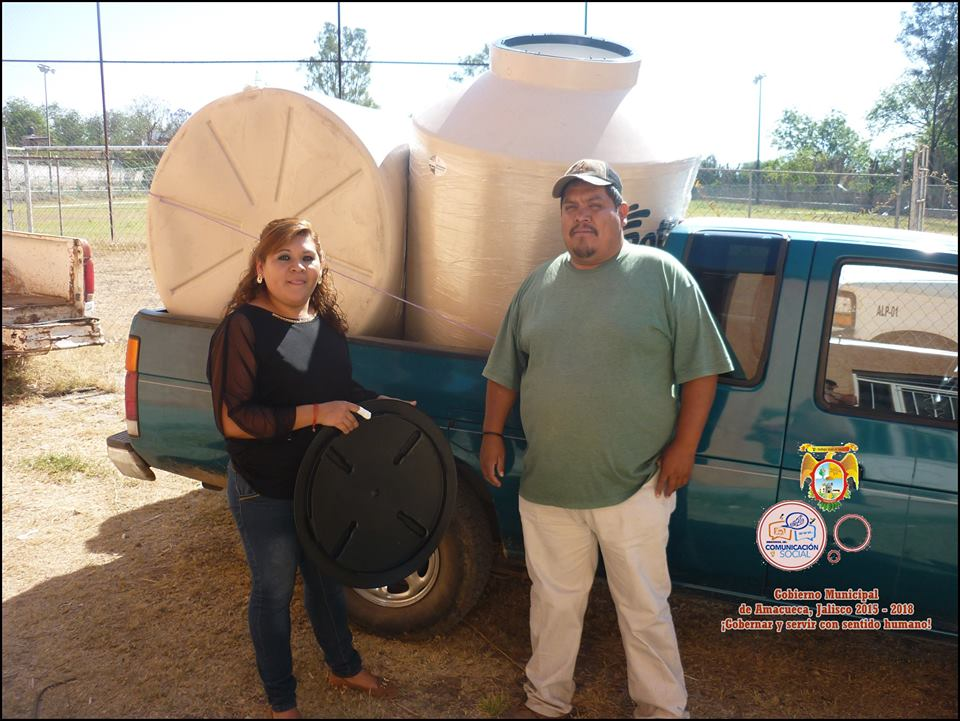 ALP-01
COMUNICACIÓN
SOCIAL
Gobierno Municipal
de Amacueca, Jalisco 2015 - 2018
¡Gobernar y servir con sentido humano!